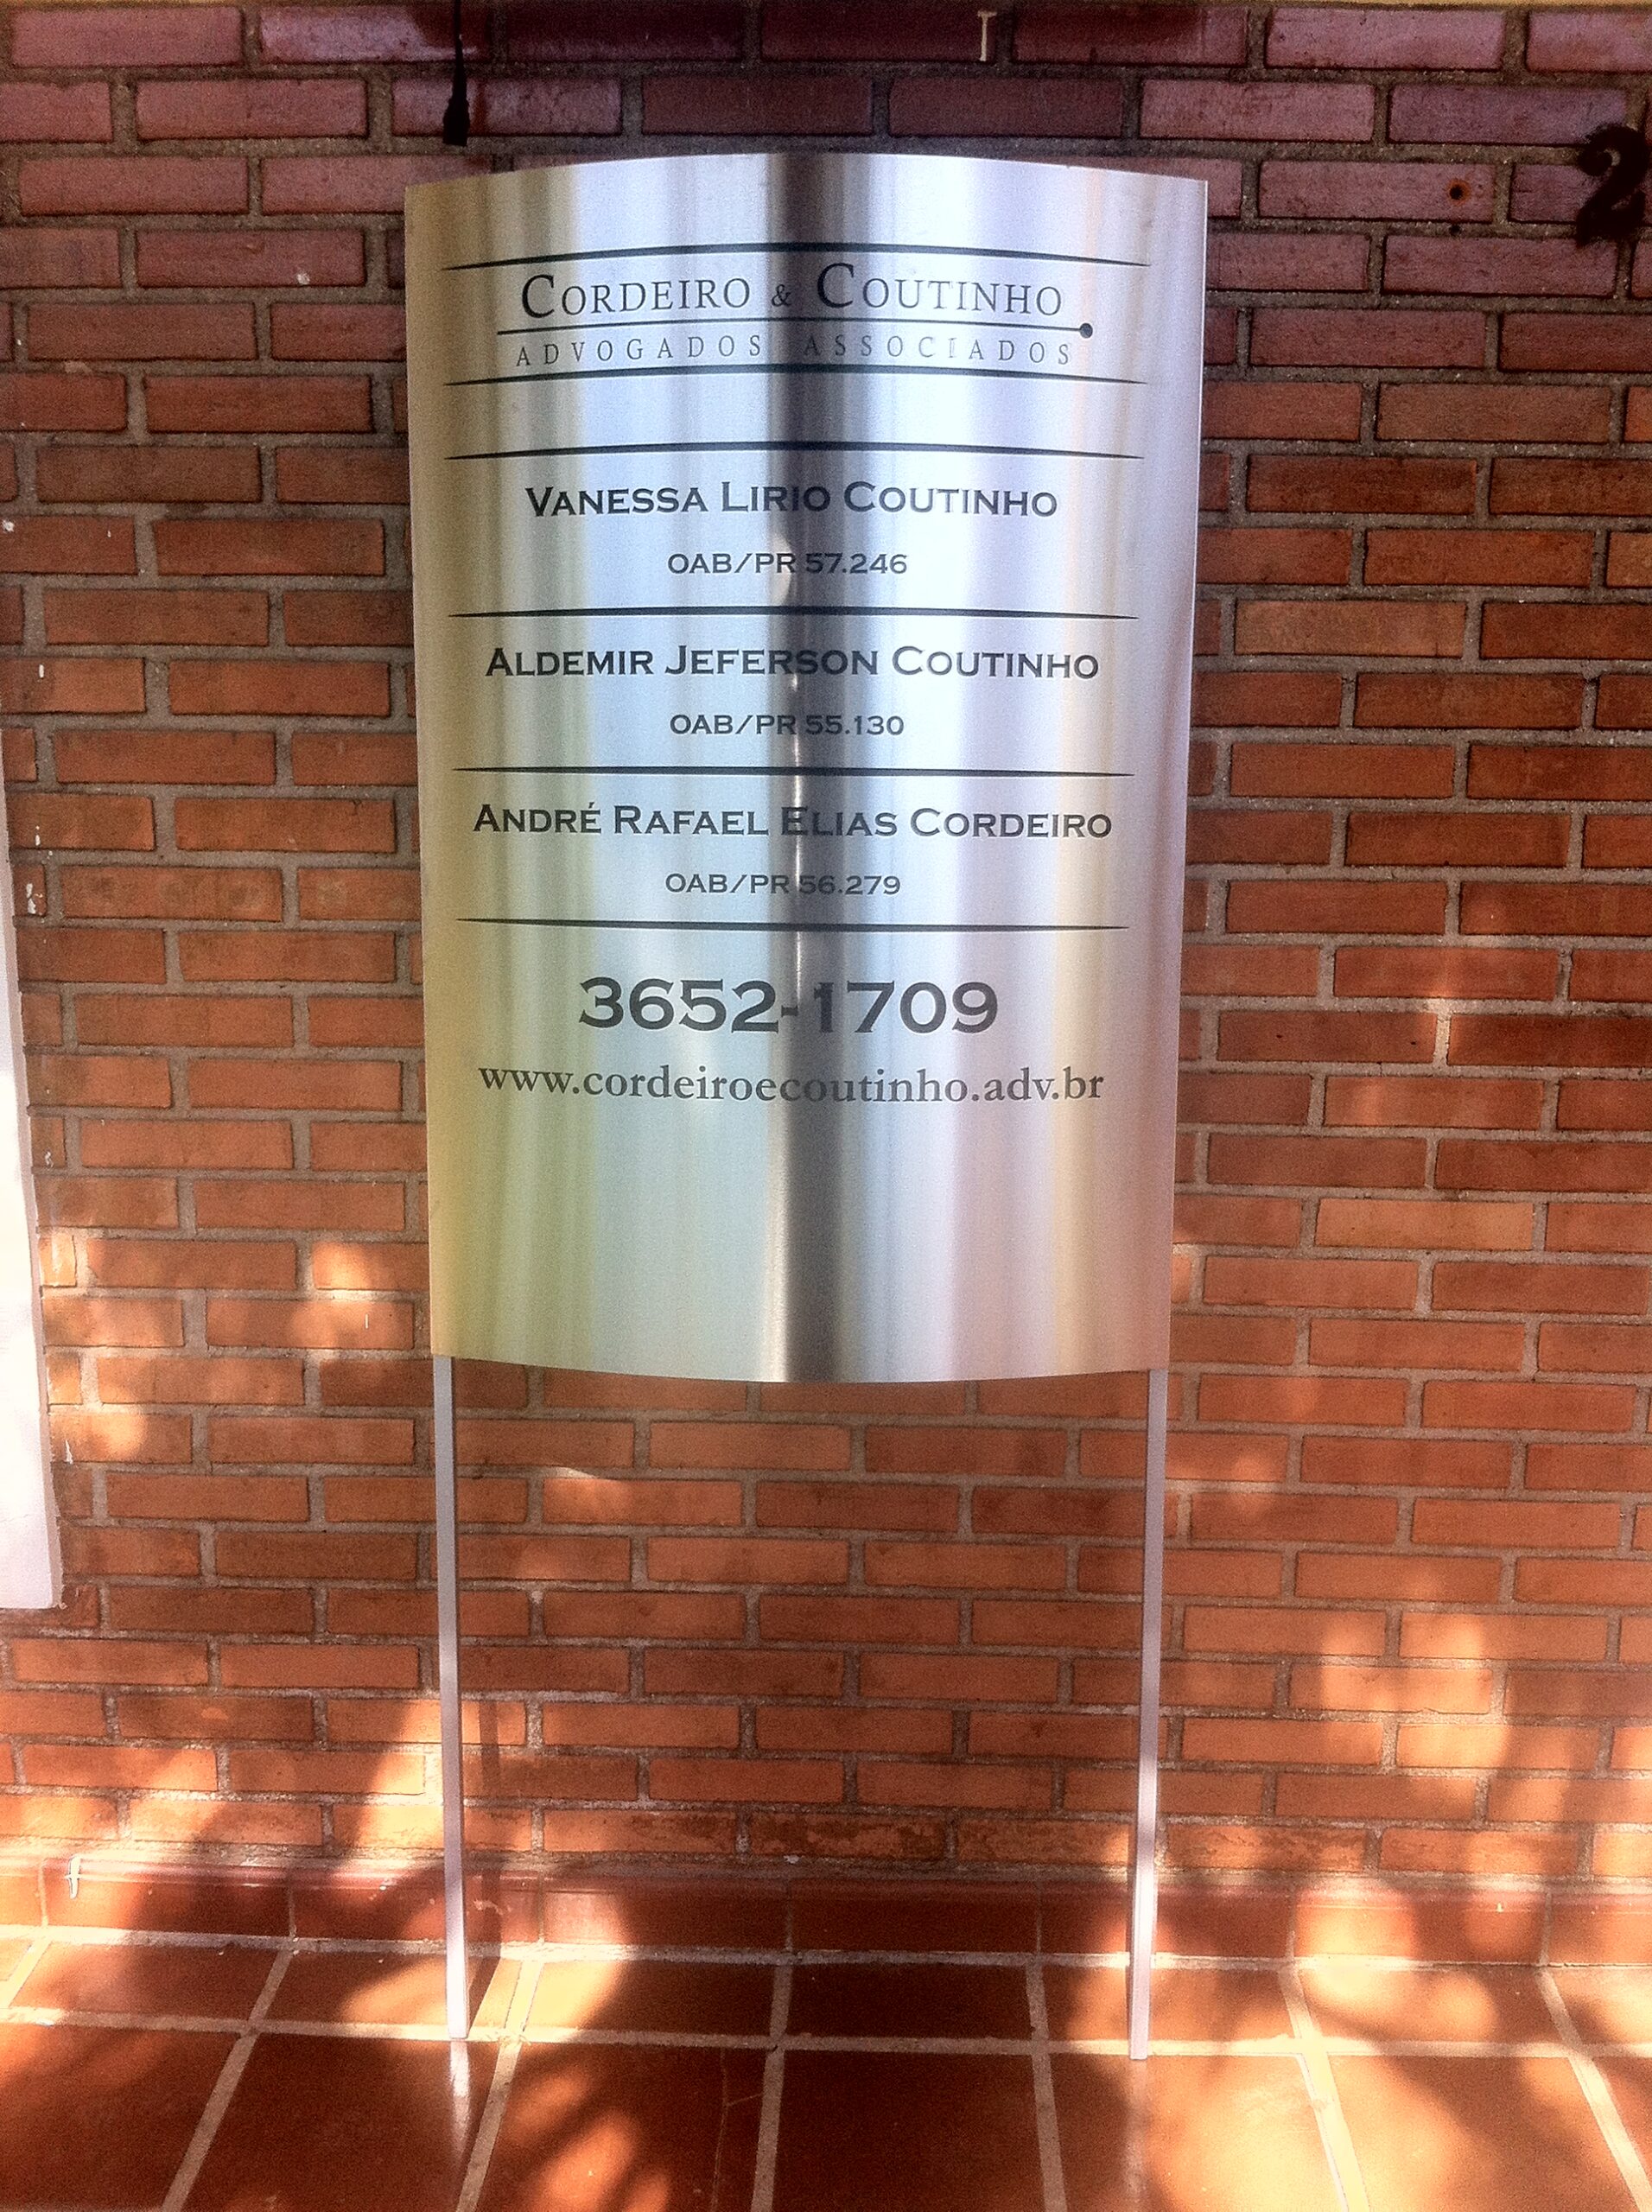 CORDEIRO & COUTINHO
ADVOGADOS ASSOCIADOS
VANESSA LIRIO COUTINHO
OAB/PR 57.246
ALDEMIR JEFERSON COUTINHO
OAB/PR 55.130
ANDRÉ RAFAEL ELIAS CORDEIRO
OAB/PR 56.279
3652-1709
www.cordeiroecoutinho.adv.br
2